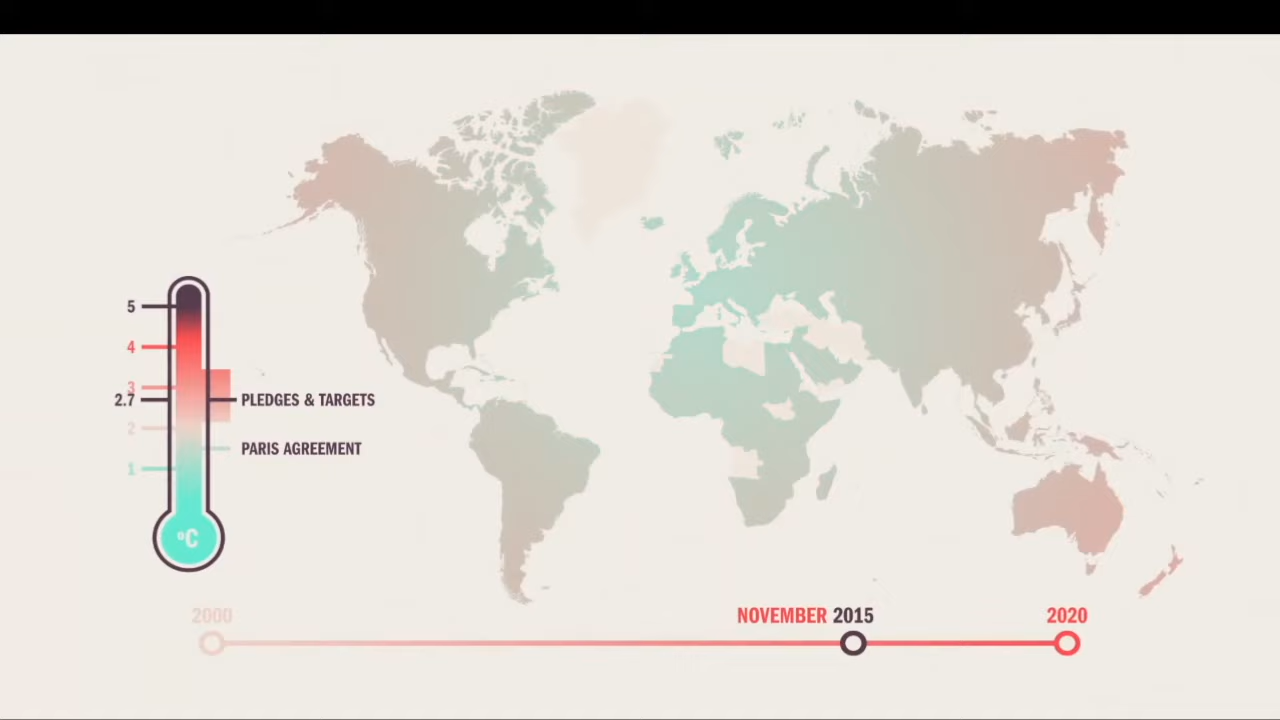 5
4
3
2.7 PLEDGES & TARGETS
2
PARIS AGREEMENT
1
°C
2000 NOVEMBER 2015 2020